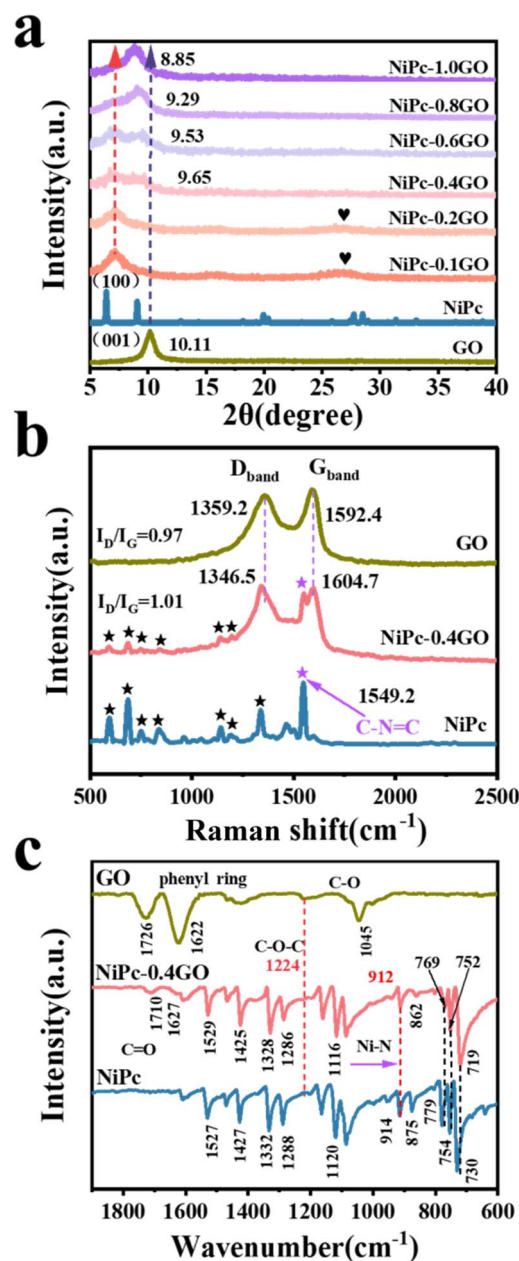 a
Intensity(a.u.)
8.85
NiPc-1.0GO
9.29
NiPc-0.8GO
9.53
NiPc-0.6GO
9.65
NiPc-0.4GO
NiPc-0.2GO
NiPc-0.1GO
(100)
NiPc
(001)
10.11
GO
5 10 15 20 25 30 35 40
2θ(degree)
b
Intensity(a.u.)
D_band G_band
1359.2 1592.4
I_D/I_G=0.97
GO
1346.5 1604.7
I_D/I_G=1.01
NiPc-0.4GO
1549.2
C-N=C
NiPc
500 1000 1500 2000 2500
Raman shift(cm⁻¹)
c
Intensity(a.u.)
GO
phenyl ring
C-O
1726
1622
1045
C-O-C
1224
769
752
NiPc-0.4GO
912
1710
1627
1529
1425
1328
1286
1116
862
719
C=O
Ni-N
NiPc
1527
1427
1332
1288
1120
914
875
779
754
730
1800 1600 1400 1200 1000 800 600
Wavenumber(cm⁻¹)